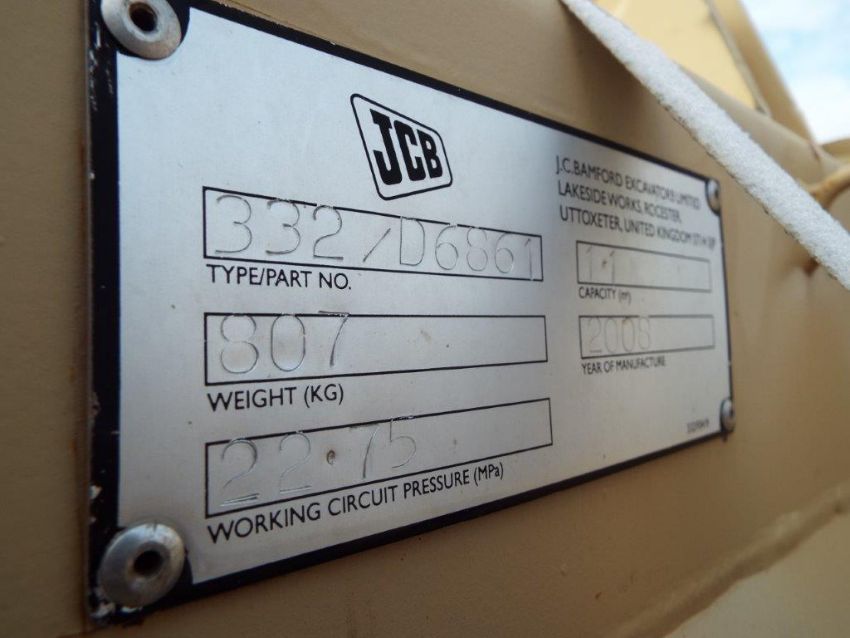 JCB
J.C.BAMFORD EXCAVATORS LIMITED
LAKESIDE WORKS, ROCESTER,
UTTOXETER, UNITED KINGDOM ST14 5JP
332/D6861
TYPE/PART NO.
1·1
CAPACITY (m³)
807
WEIGHT (KG)
2008
YEAR OF MANUFACTURE
22·75
WORKING CIRCUIT PRESSURE (MPa)